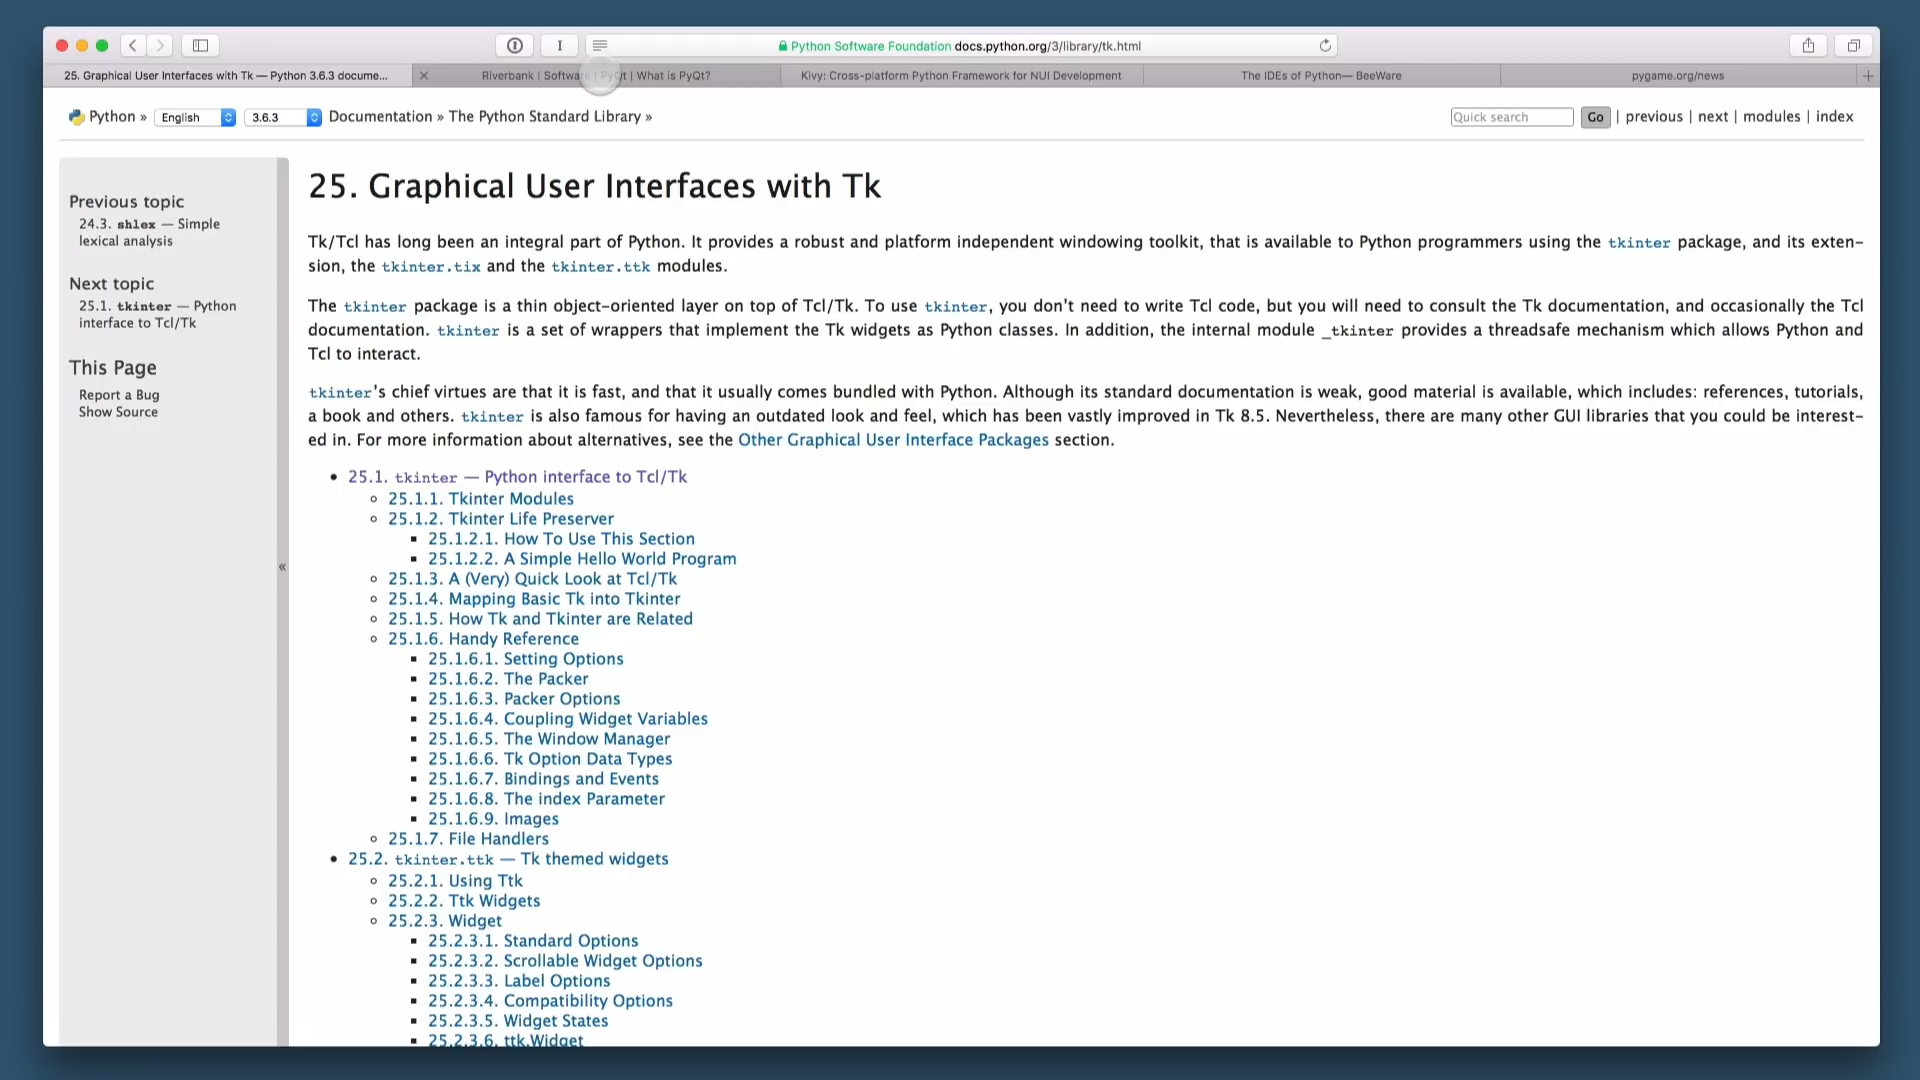 Python Software Foundation docs.python.org/3/library/tk.html
25. Graphical User Interfaces with Tk — Python 3.6.3 docume...
Riverbank | Software | PyQt | What is PyQt?
Kivy: Cross-platform Python Framework for NUI Development
The IDEs of Python— BeeWare
pygame.org/news
Python » English 3.6.3 Documentation » The Python Standard Library »
Quick search Go | previous | next | modules | index
Previous topic
24.3. shlex — Simple
lexical analysis
Next topic
25.1. tkinter — Python
interface to Tcl/Tk
This Page
Report a Bug
Show Source
«
25. Graphical User Interfaces with Tk
Tk/Tcl has long been an integral part of Python. It provides a robust and platform independent windowing toolkit, that is available to Python programmers using the tkinter package, and its exten-
sion, the tkinter.tix and the tkinter.ttk modules.
The tkinter package is a thin object-oriented layer on top of Tcl/Tk. To use tkinter, you don't need to write Tcl code, but you will need to consult the Tk documentation, and occasionally the Tcl
documentation. tkinter is a set of wrappers that implement the Tk widgets as Python classes. In addition, the internal module _tkinter provides a threadsafe mechanism which allows Python and
Tcl to interact.
tkinter's chief virtues are that it is fast, and that it usually comes bundled with Python. Although its standard documentation is weak, good material is available, which includes: references, tutorials,
a book and others. tkinter is also famous for having an outdated look and feel, which has been vastly improved in Tk 8.5. Nevertheless, there are many other GUI libraries that you could be interest-
ed in. For more information about alternatives, see the Other Graphical User Interface Packages section.
25.1. tkinter — Python interface to Tcl/Tk
25.1.1. Tkinter Modules
25.1.2. Tkinter Life Preserver
25.1.2.1. How To Use This Section
25.1.2.2. A Simple Hello World Program
25.1.3. A (Very) Quick Look at Tcl/Tk
25.1.4. Mapping Basic Tk into Tkinter
25.1.5. How Tk and Tkinter are Related
25.1.6. Handy Reference
25.1.6.1. Setting Options
25.1.6.2. The Packer
25.1.6.3. Packer Options
25.1.6.4. Coupling Widget Variables
25.1.6.5. The Window Manager
25.1.6.6. Tk Option Data Types
25.1.6.7. Bindings and Events
25.1.6.8. The index Parameter
25.1.6.9. Images
25.1.7. File Handlers
25.2. tkinter.ttk — Tk themed widgets
25.2.1. Using Ttk
25.2.2. Ttk Widgets
25.2.3. Widget
25.2.3.1. Standard Options
25.2.3.2. Scrollable Widget Options
25.2.3.3. Label Options
25.2.3.4. Compatibility Options
25.2.3.5. Widget States
25.2.3.6. ttk.Widget